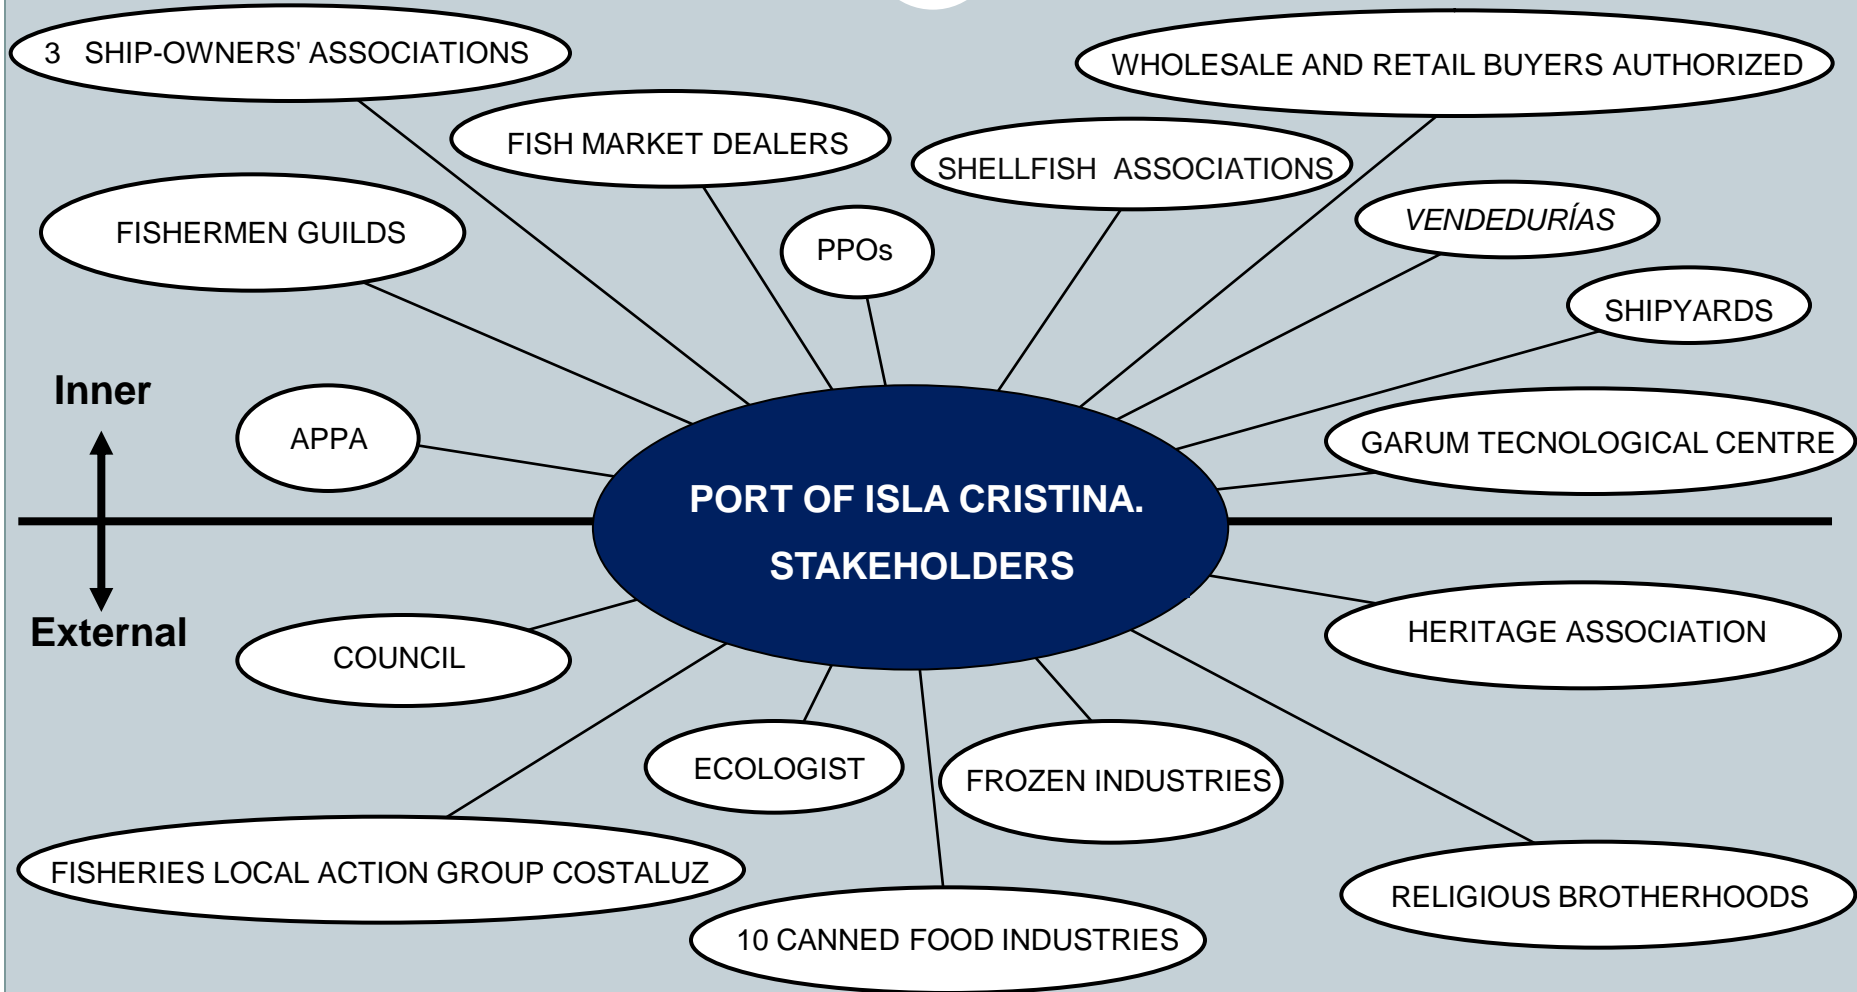 3 SHIP-OWNERS' ASSOCIATIONS
WHOLESALE AND RETAIL BUYERS AUTHORIZED
FISH MARKET DEALERS
SHELLFISH ASSOCIATIONS
FISHERMEN GUILDS
PPOs
VENDEDURÍAS
SHIPYARDS
Inner
APPA
GARUM TECNOLOGICAL CENTRE
PORT OF ISLA CRISTINA.
STAKEHOLDERS
External
COUNCIL
HERITAGE ASSOCIATION
ECOLOGIST
FROZEN INDUSTRIES
FISHERIES LOCAL ACTION GROUP COSTALUZ
RELIGIOUS BROTHERHOODS
10 CANNED FOOD INDUSTRIES